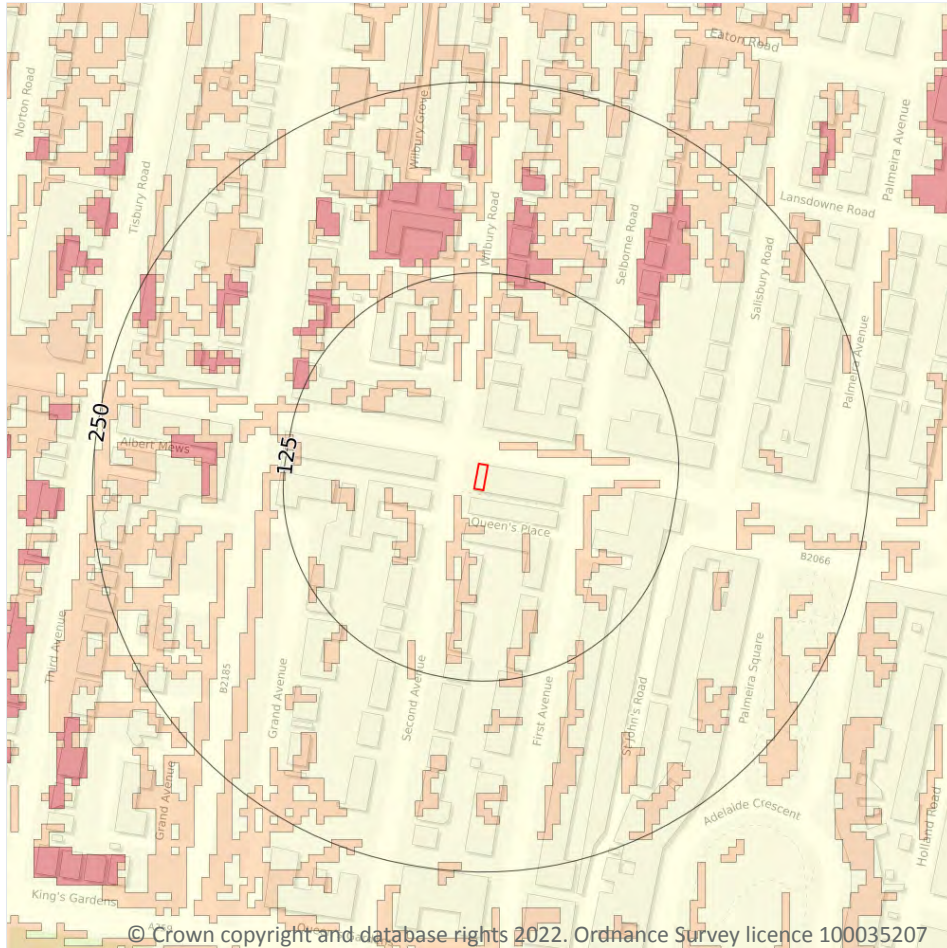 Eaton Road
Norton Road
Wilbury Grove
Palmeira Avenue
Tisbury Road
Lansdowne Road
Wilbury Road
Selborne Road
Salisbury Road
Palmeira Avenue
250
125
Albert Mews
Queen's Place
B2066
Third Avenue
B2185
Grand Avenue
Second Avenue
First Avenue
St John's Road
Palmeira Square
Grand Avenue
Adelaide Crescent
Holland Road
King's Gardens
A259
© Crown copyright and database rights 2022. Ordnance Survey licence 100035207